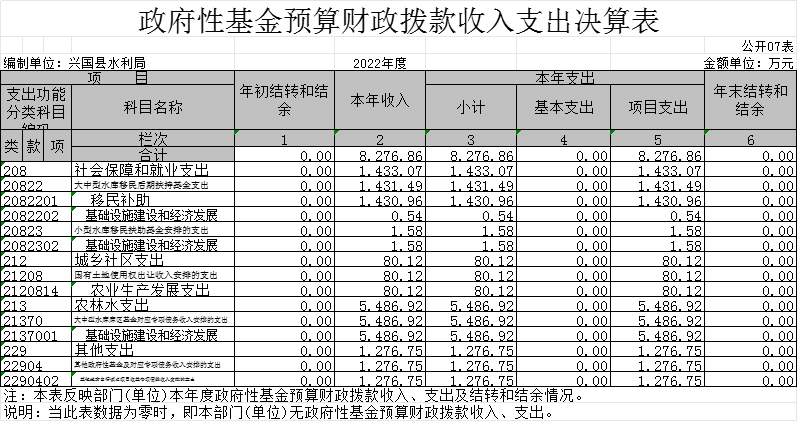 政府性基金预算财政拨款收入支出决算表
公开07表
编制单位：兴国县水利局 2022年度 金额单位：万元
项 目 年初结转和结余 本年收入 本年支出 年末结转和结余
支出功能分类科目编码 科目名称 小计 基本支出 项目支出
类 款 项 栏次 1 2 3 4 5 6
合计 0.00 8,276.86 8,276.86 0.00 8,276.86 0.00
208 社会保障和就业支出 0.00 1,433.07 1,433.07 0.00 1,433.07 0.00
20822 大中型水库移民后期扶持基金支出 0.00 1,431.49 1,431.49 0.00 1,431.49 0.00
2082201 移民补助 0.00 1,430.96 1,430.96 0.00 1,430.96 0.00
2082202 基础设施建设和经济发展 0.00 0.54 0.54 0.00 0.54 0.00
20823 小型水库移民扶助基金安排的支出 0.00 1.58 1.58 0.00 1.58 0.00
2082302 基础设施建设和经济发展 0.00 1.58 1.58 0.00 1.58 0.00
212 城乡社区支出 0.00 80.12 80.12 0.00 80.12 0.00
21208 国有土地使用权出让收入安排的支出 0.00 80.12 80.12 0.00 80.12 0.00
2120814 农业生产发展支出 0.00 80.12 80.12 0.00 80.12 0.00
213 农林水支出 0.00 5,486.92 5,486.92 0.00 5,486.92 0.00
21370 大中型水库库区基金对应专项债务收入安排的支出 0.00 5,486.92 5,486.92 0.00 5,486.92 0.00
2137001 基础设施建设和经济发展 0.00 5,486.92 5,486.92 0.00 5,486.92 0.00
229 其他支出 0.00 1,276.75 1,276.75 0.00 1,276.75 0.00
22904 其他政府性基金及对应专项债务收入安排的支出 0.00 1,276.75 1,276.75 0.00 1,276.75 0.00
2290402 0.00 1,276.75 1,276.75 0.00 1,276.75 0.00
注：本表反映部门(单位)本年度政府性基金预算财政拨款收入、支出及结转和结余情况。
说明：当此表数据为零时，即本部门(单位)无政府性基金预算财政拨款收入、支出。